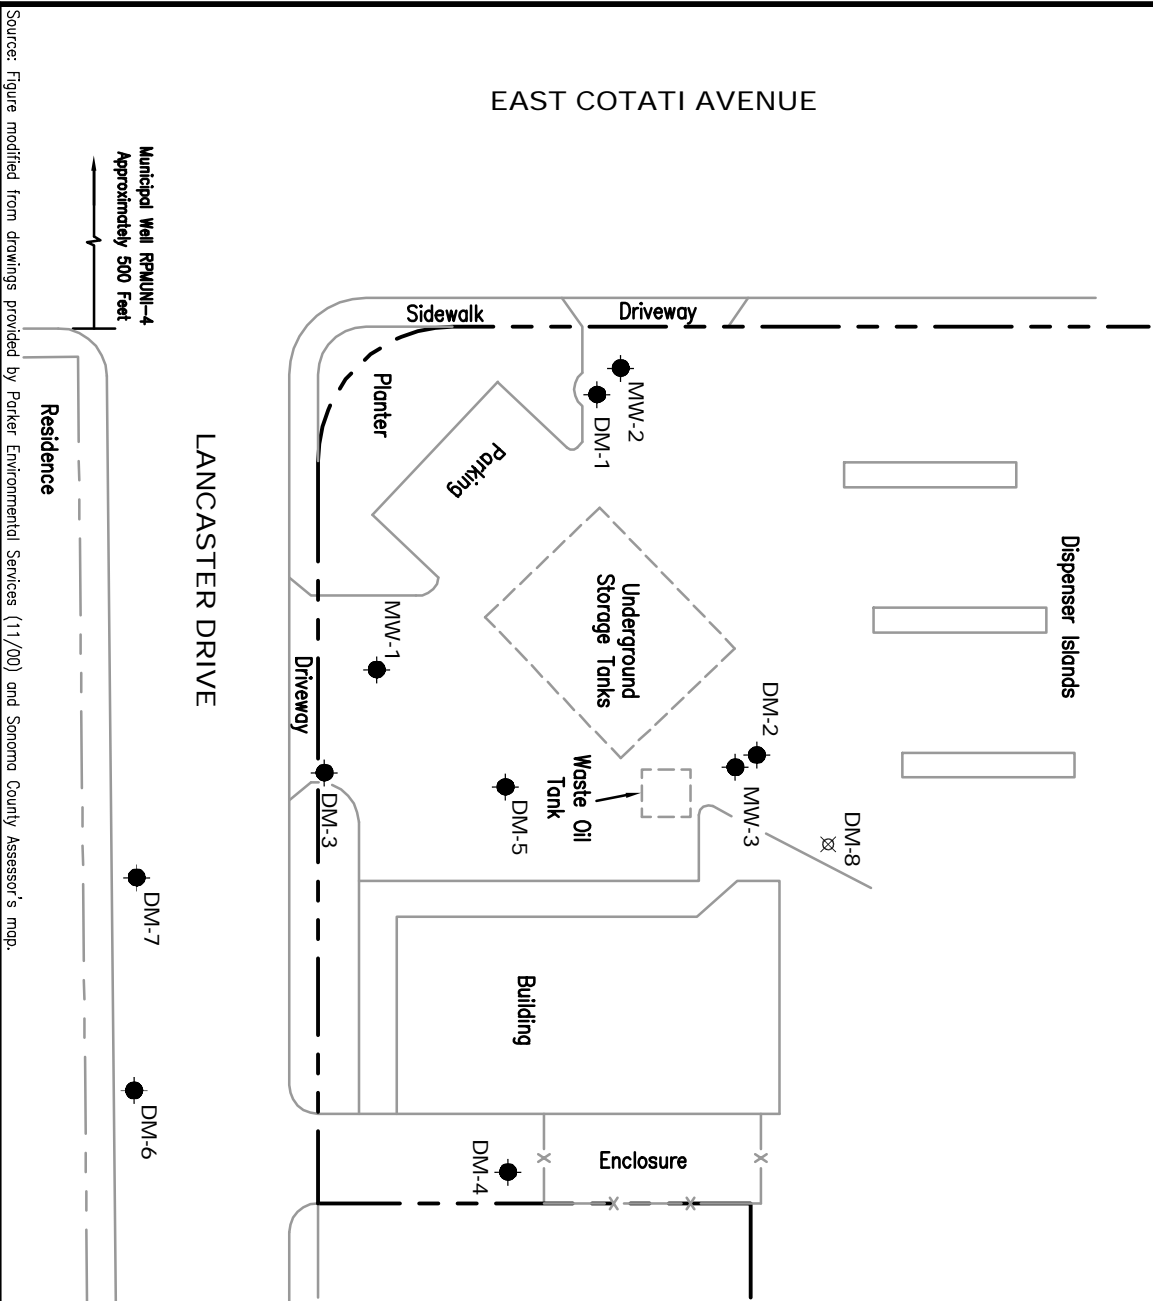 EAST COTATI AVENUE
Municipal Well RPMUNI-4
Approximately 500 Feet
Sidewalk
Driveway
Planter
MW-2
DM-1
Parking
Residence
LANCASTER DRIVE
Dispenser Islands
Underground
Storage Tanks
MW-1
Driveway
DM-2
MW-3
Waste Oil
Tank
DM-3
DM-5
DM-8
DM-7
Building
DM-6
DM-4
Enclosure
Source: Figure modified from drawings provided by Parker Environmental Services (11/00) and Sonoma County Assessor's map.